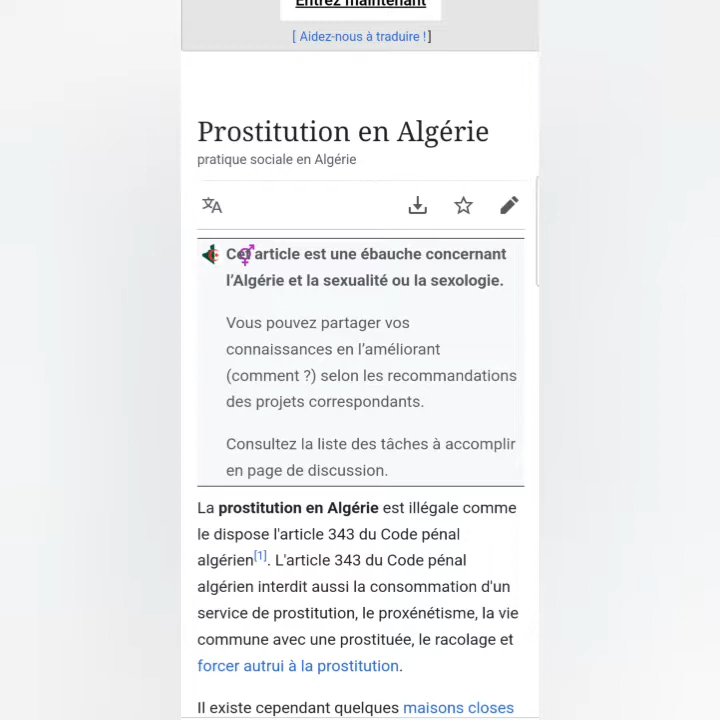 Entrez maintenant
[ Aidez-nous à traduire ! ]
Prostitution en Algérie
pratique sociale en Algérie
Cet article est une ébauche concernant
l’Algérie et la sexualité ou la sexologie.
Vous pouvez partager vos
connaissances en l’améliorant
(comment ?) selon les recommandations
des projets correspondants.
Consultez la liste des tâches à accomplir
en page de discussion.
La prostitution en Algérie est illégale comme
le dispose l'article 343 du Code pénal
algérien[1]. L'article 343 du Code pénal
algérien interdit aussi la consommation d'un
service de prostitution, le proxénétisme, la vie
commune avec une prostituée, le racolage et
forcer autrui à la prostitution.
Il existe cependant quelques maisons closes